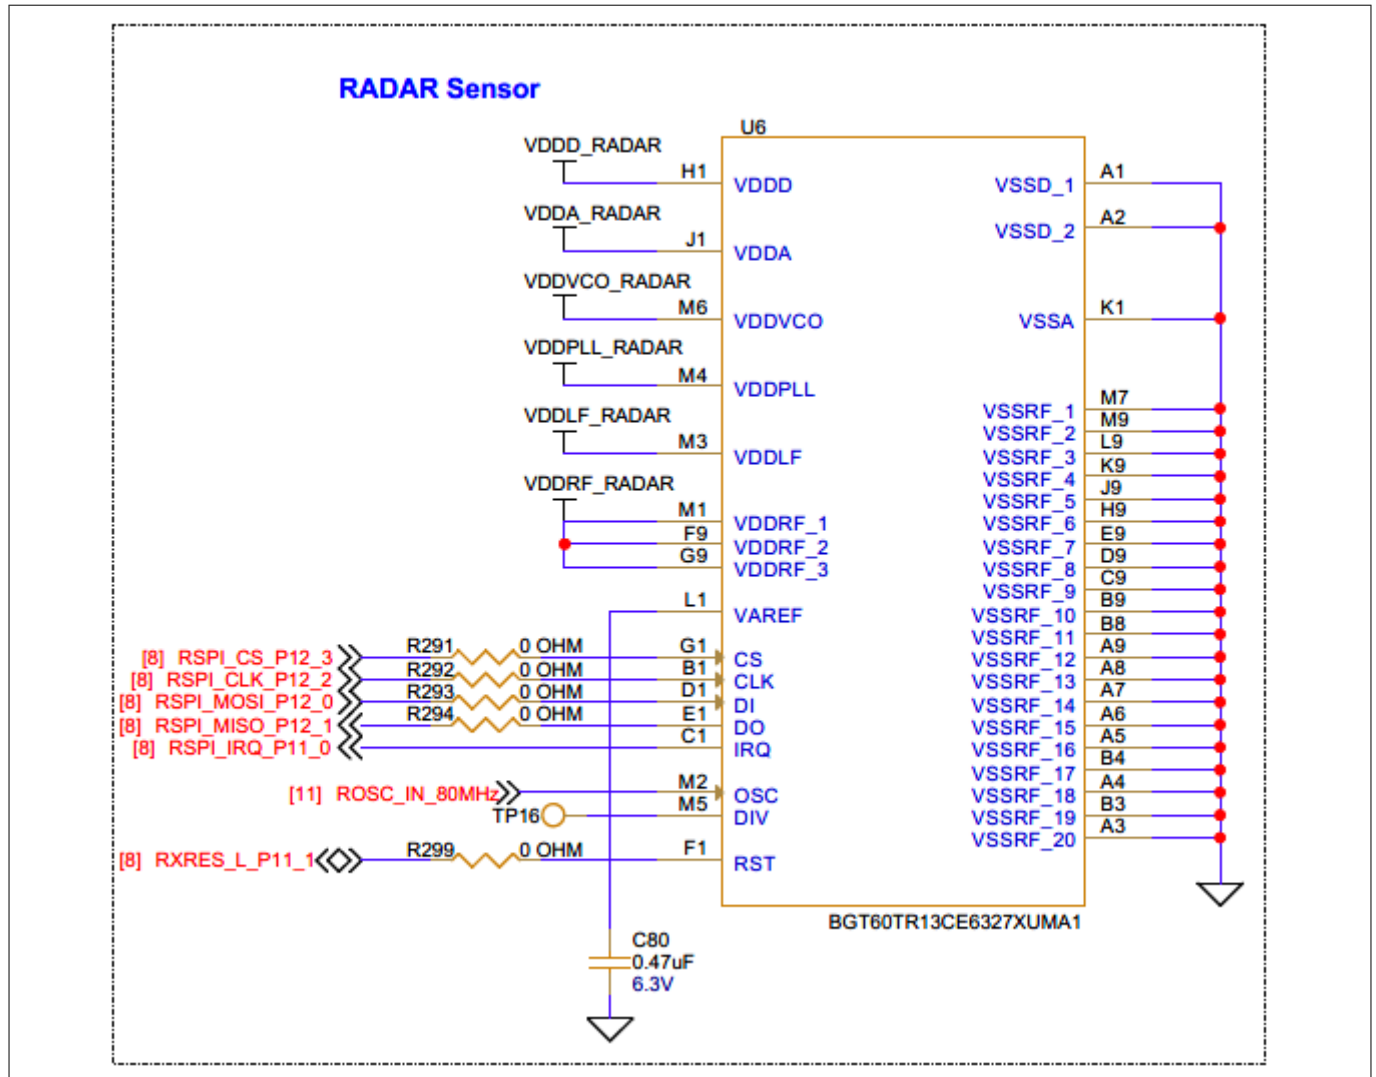 RADAR Sensor
U6
VDDD_RADAR
H1
VDDD
VDDA_RADAR
J1
VDDA
VDDVCO_RADAR
M6
VDDVCO
VDDPLL_RADAR
M4
VDDPLL
VDDLF_RADAR
M3
VDDLF
VDDRF_RADAR
M1
VDDRF_1
F9
VDDRF_2
G9
VDDRF_3
L1
VAREF
[8] RSPI_CS_P12_3
R291
0 OHM
G1
CS
[8] RSPI_CLK_P12_2
R292
0 OHM
B1
CLK
[8] RSPI_MOSI_P12_0
R293
0 OHM
D1
DI
[8] RSPI_MISO_P12_1
R294
0 OHM
E1
DO
[8] RSPI_IRQ_P11_0
C1
IRQ
[11] ROSC_IN_80MHz
M2
OSC
TP16
M5
DIV
[8] RXRES_L_P11_1
R299
0 OHM
F1
RST
A1
VSSD_1
A2
VSSD_2
K1
VSSA
M7
VSSRF_1
M9
VSSRF_2
L9
VSSRF_3
K9
VSSRF_4
J9
VSSRF_5
H9
VSSRF_6
E9
VSSRF_7
D9
VSSRF_8
C9
VSSRF_9
B9
VSSRF_10
B8
VSSRF_11
A9
VSSRF_12
A8
VSSRF_13
A7
VSSRF_14
A6
VSSRF_15
A5
VSSRF_16
B4
VSSRF_17
A4
VSSRF_18
B3
VSSRF_19
A3
VSSRF_20
BGT60TR13CE6327XUMA1
C80
0.47uF
6.3V